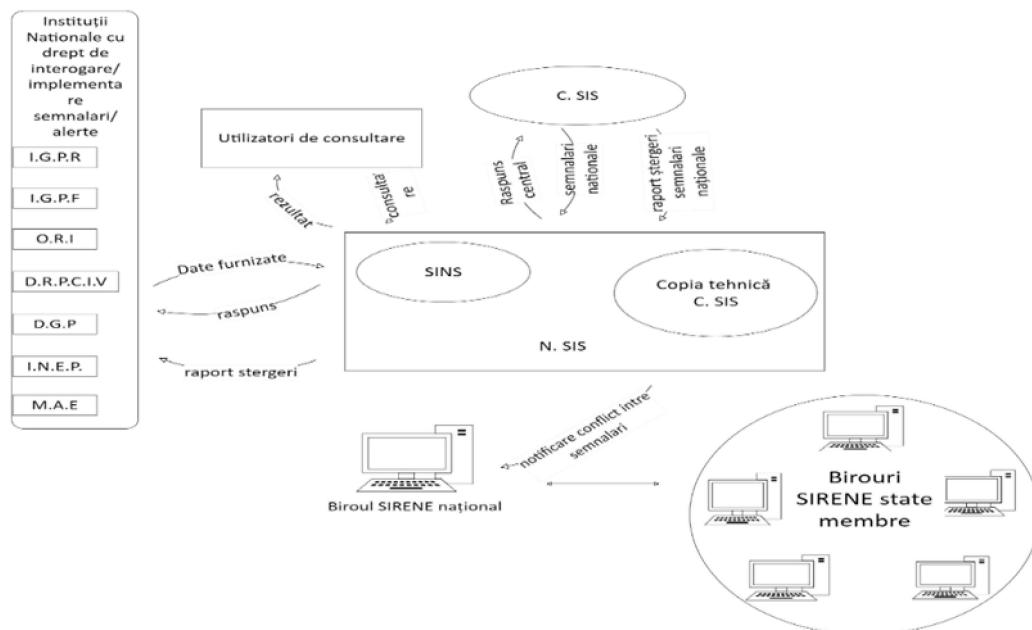 Instituții
Naționale cu
drept de
interogare/
implementa
re
semnalari/
alerte
I.G.P.R
I.G.P.F
O.R.I
D.R.P.C.I.V
D.G.P
I.N.E.P.
M.A.E
Utilizatori de consultare
C. SIS
rezultat
consulta
re
Raspuns
central
semnalari
nationale
raport ștergeri
semnalari
naționale
Date furnizate
raspuns
raport stergeri
SINS
Copia tehnică
C. SIS
N. SIS
notificare conflict intre
semnalari
Biroul SIRENE național
Birouri
SIRENE state
membre